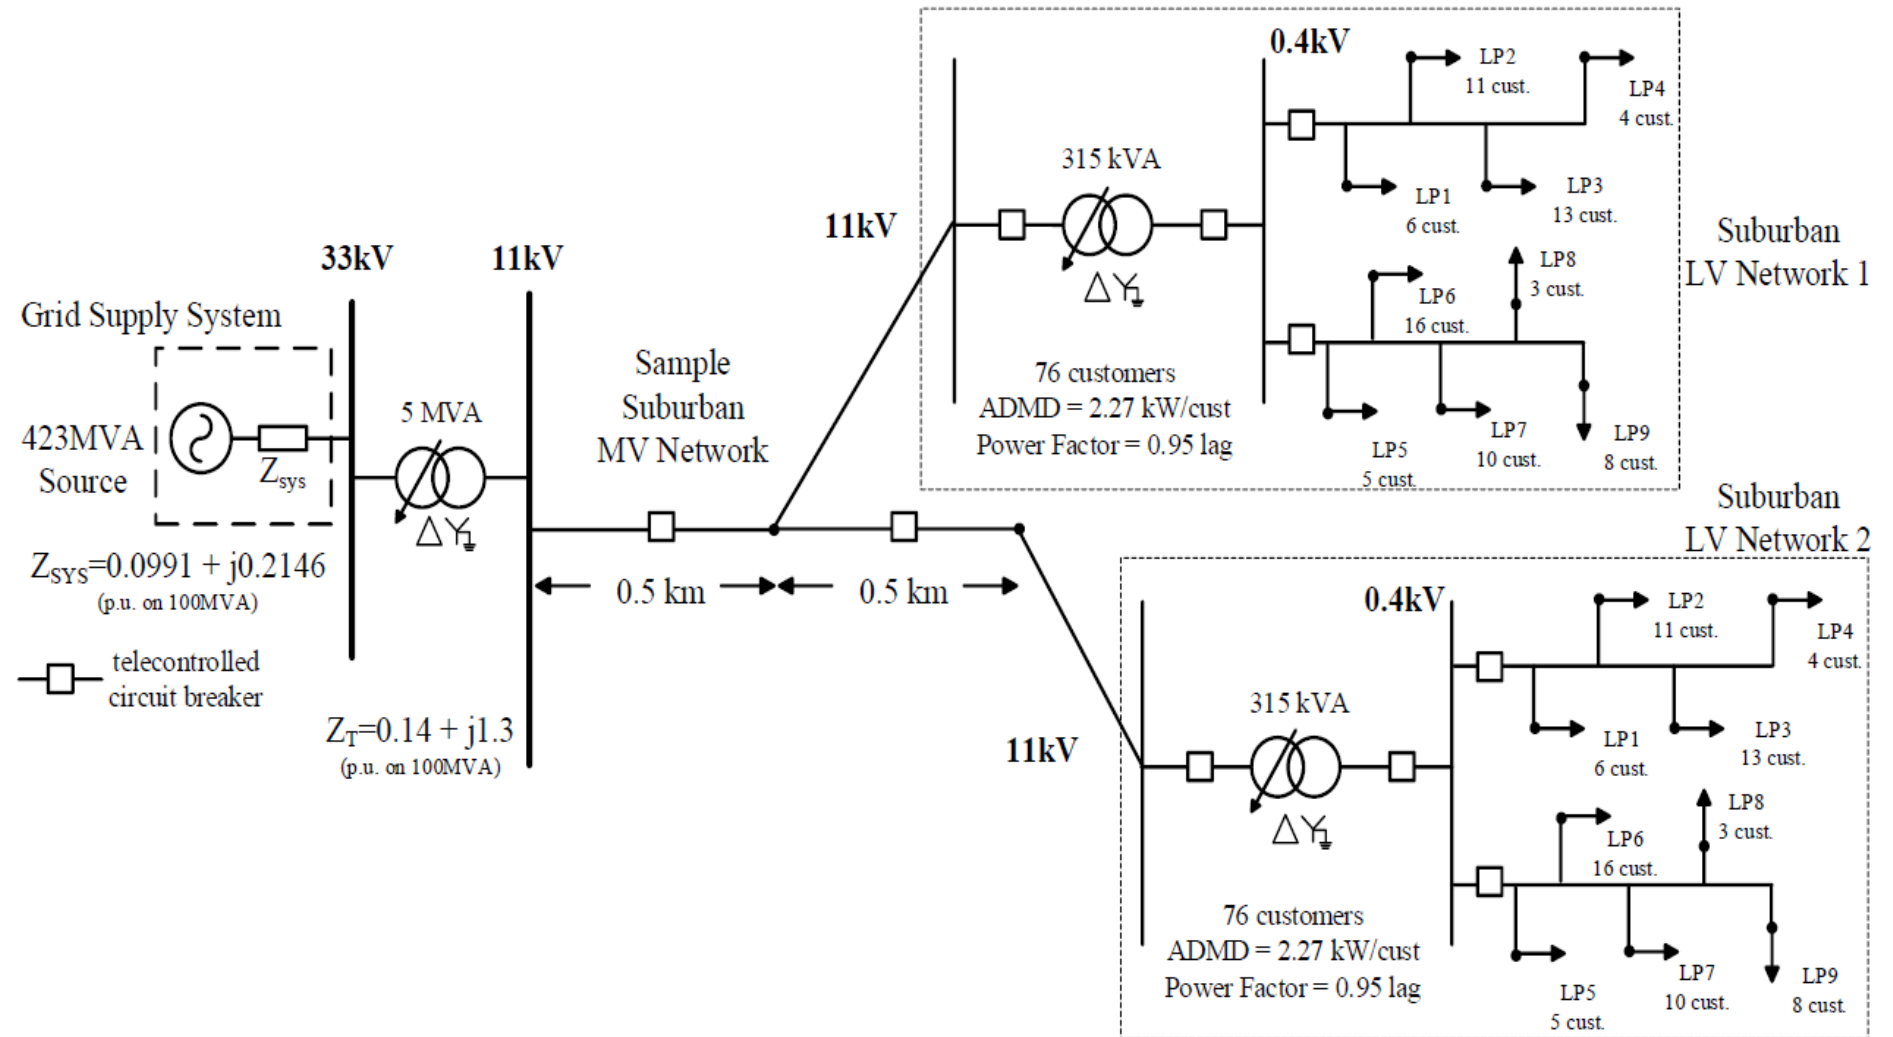 33kV
11kV
Grid Supply System
423MVA
Source
Z_sys
5 MVA
Δ
Z_SYS=0.0991 + j0.2146
(p.u. on 100MVA)
telecontrolled
circuit breaker
Z_T=0.14 + j1.3
(p.u. on 100MVA)
Sample
Suburban
MV Network
0.5 km
0.5 km
11kV
0.4kV
315 kVA
Δ
76 customers
ADMD = 2.27 kW/cust
Power Factor = 0.95 lag
LP2
11 cust.
LP4
4 cust.
LP1
6 cust.
LP3
13 cust.
LP8
3 cust.
LP6
16 cust.
LP5
5 cust.
LP7
10 cust.
LP9
8 cust.
Suburban
LV Network 1
Suburban
LV Network 2
11kV
0.4kV
315 kVA
Δ
76 customers
ADMD = 2.27 kW/cust
Power Factor = 0.95 lag
LP2
11 cust.
LP4
4 cust.
LP1
6 cust.
LP3
13 cust.
LP8
3 cust.
LP6
16 cust.
LP5
5 cust.
LP7
10 cust.
LP9
8 cust.